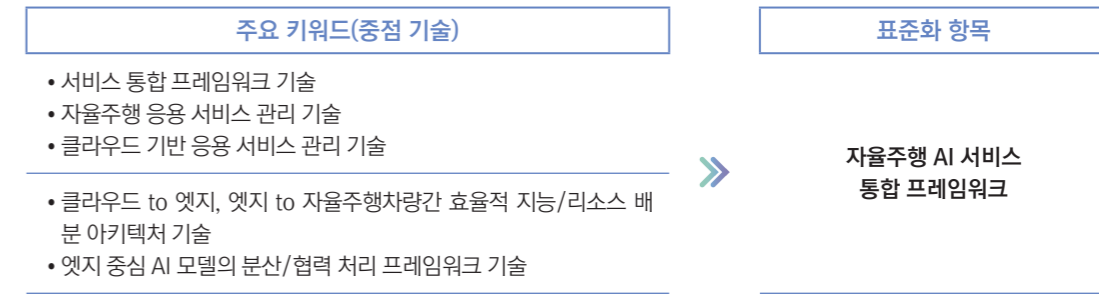 주요 키워드(중점 기술)
• 서비스 통합 프레임워크 기술
• 자율주행 응용 서비스 관리 기술
• 클라우드 기반 응용 서비스 관리 기술
• 클라우드 to 엣지, 엣지 to 자율주행차량간 효율적 지능/리소스 배
분 아키텍처 기술
• 엣지 중심 AI 모델의 분산/협력 처리 프레임워크 기술
표준화 항목
자율주행 AI 서비스
통합 프레임워크